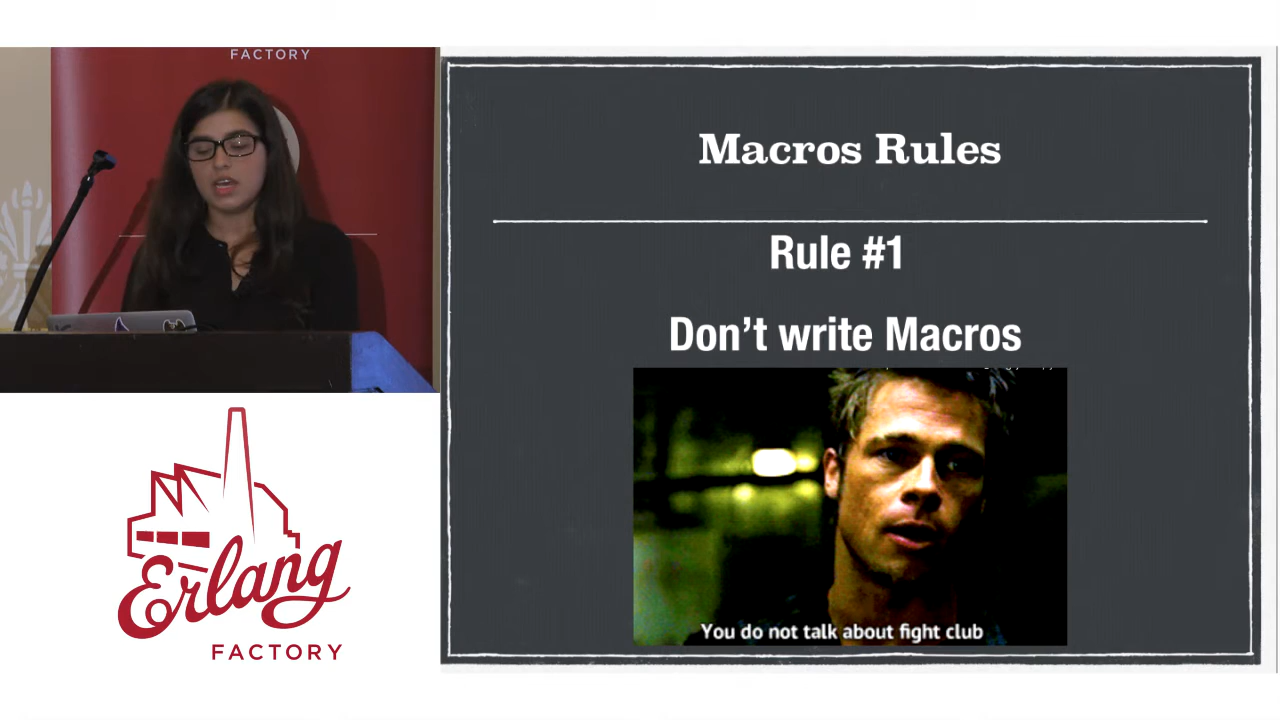 FACTORY
Macros Rules
Rule #1
Don't write Macros
You do not talk about fight club
Erlang
FACTORY